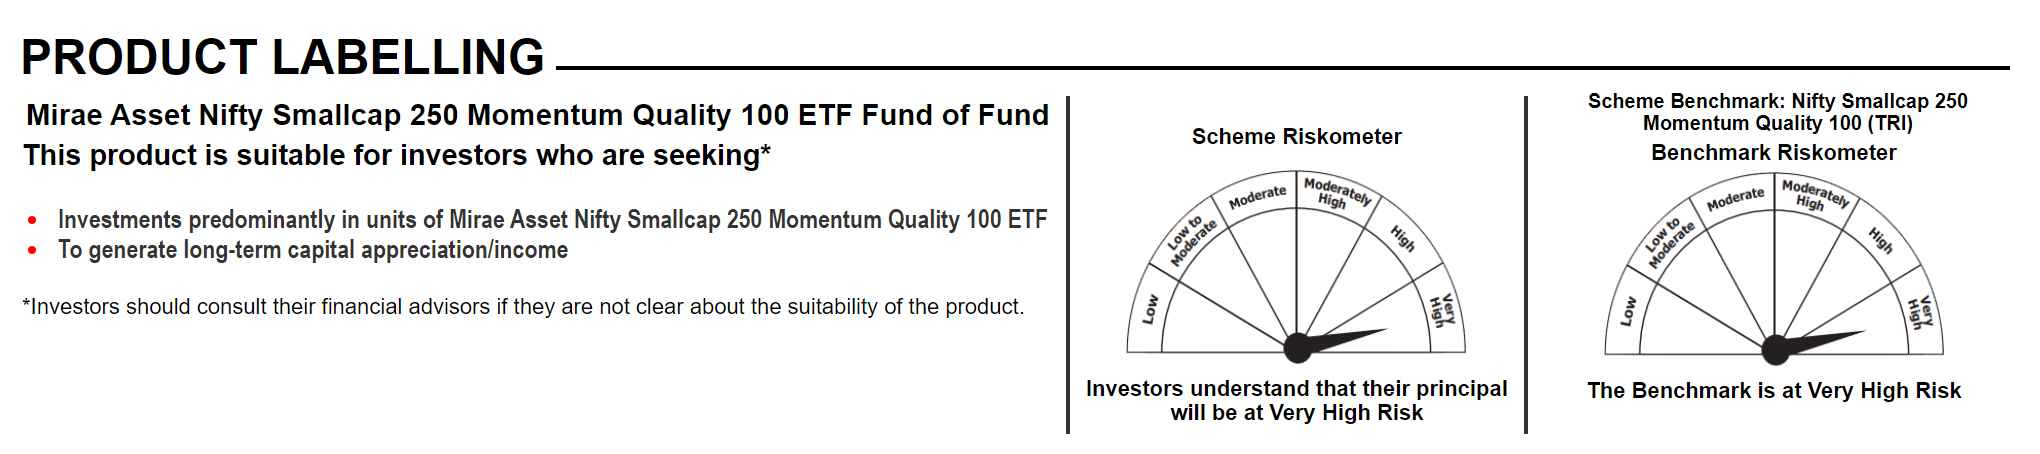 PRODUCT LABELLING
Mirae Asset Nifty Smallcap 250 Momentum Quality 100 ETF Fund of Fund
This product is suitable for investors who are seeking*
• Investments predominantly in units of Mirae Asset Nifty Smallcap 250 Momentum Quality 100 ETF
• To generate long-term capital appreciation/income
*Investors should consult their financial advisors if they are not clear about the suitability of the product.
Scheme Riskometer
Low
Low to
Moderate
Moderate
Moderately
High
High
Very
High
Investors understand that their principal
will be at Very High Risk
Scheme Benchmark: Nifty Smallcap 250
Momentum Quality 100 (TRI)
Benchmark Riskometer
Low
Low to
Moderate
Moderate
Moderately
High
High
Very
High
The Benchmark is at Very High Risk